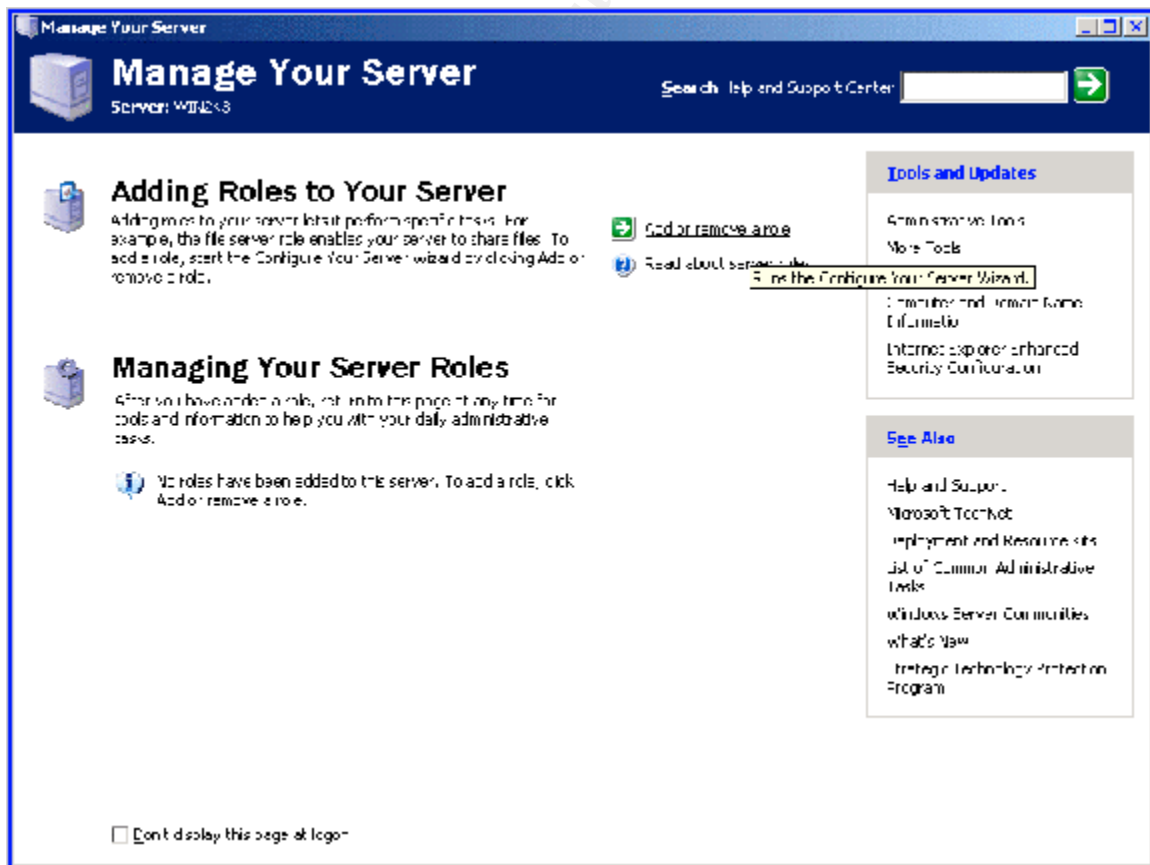 Manage Your Server
Manage Your Server
Server: WIN2K3
Search Help and Support Center
Adding Roles to Your Server
Adding roles to your server lets it perform specific tasks. For
example, the file server role enables your server to share files. To
add a role, start the Configure Your Server wizard by clicking Add or
remove a role.
Add or remove a role
Read about server roles
Runs the Configure Your Server Wizard.
Managing Your Server Roles
After you have added a role, return to this page at any time for
tools and information to help you with your daily administrative
tasks.
No roles have been added to this server. To add a role, click
Add or remove a role.
Tools and Updates
Administrative Tools
More Tools
Computer and Domain Name
Information
Internet Explorer Enhanced
Security Configuration
See Also
Help and Support
Microsoft TechNet
Deployment and Resource Kits
List of Common Administrative
Tasks
Windows Server Communities
What's New
Strategic Technology Protection
Program
Don't display this page at logon